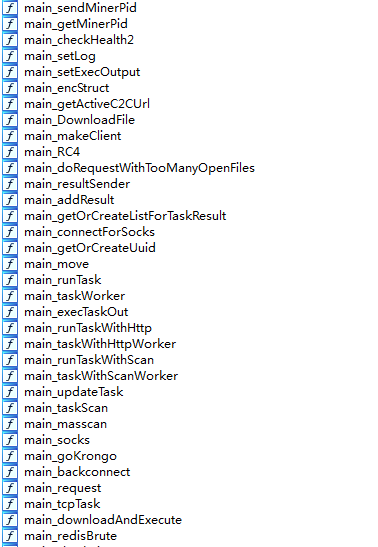 main_sendMinerPid
main_getMinerPid
main_checkHealth2
main_setLog
main_setExecOutput
main_encStruct
main_getActiveC2CUrl
main_DownloadFile
main_makeClient
main_RC4
main_doRequestWithTooManyOpenFiles
main_resultSender
main_addResult
main_getOrCreateListForTaskResult
main_connectForSocks
main_getOrCreateUuid
main_move
main_runTask
main_taskWorker
main_execTaskOut
main_runTaskWithHttp
main_taskWithHttpWorker
main_runTaskWithScan
main_taskWithScanWorker
main_updateTask
main_taskScan
main_masscan
main_socks
main_goKrongo
main_backconnect
main_request
main_tcpTask
main_downloadAndExecute
main_redisBrute